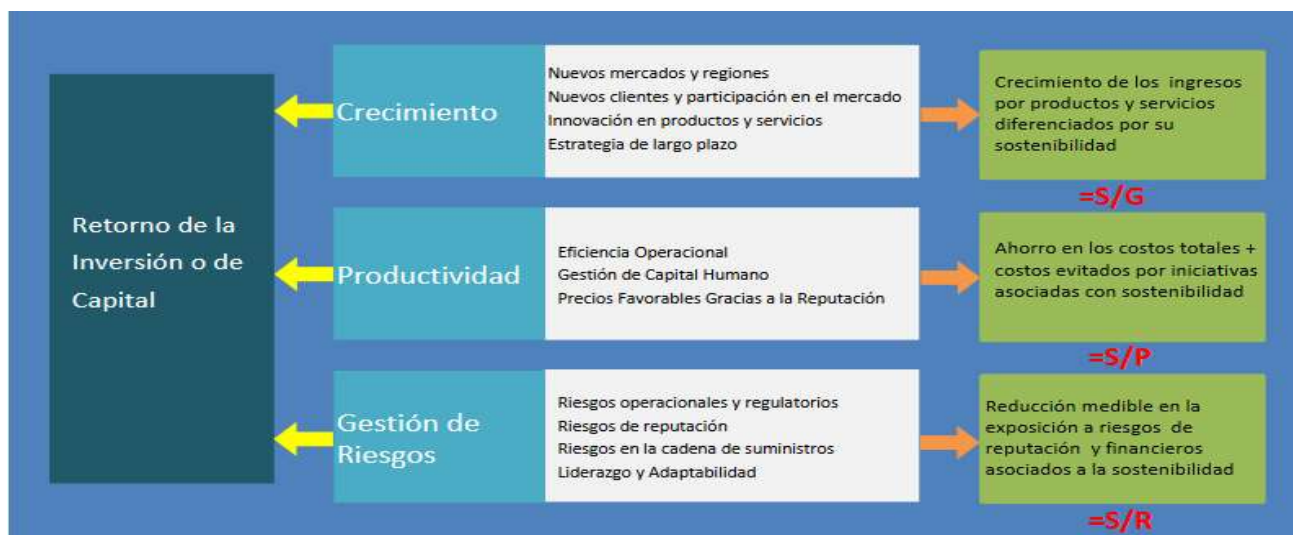 Retorno de la
Inversión o de
Capital
Crecimiento
Nuevos mercados y regiones
Nuevos clientes y participación en el mercado
Innovación en productos y servicios
Estrategia de largo plazo
Crecimiento de los ingresos
por productos y servicios
diferenciados por su
sostenibilidad
=S/G
Productividad
Eficiencia Operacional
Gestión de Capital Humano
Precios Favorables Gracias a la Reputación
Ahorro en los costos totales +
costos evitados por iniciativas
asociadas con sostenibilidad
=S/P
Gestión de
Riesgos
Riesgos operacionales y regulatorios
Riesgos de reputación
Riesgos en la cadena de suministros
Liderazgo y Adaptabilidad
Reducción medible en la
exposición a riesgos de
reputación y financieros
asociados a la sostenibilidad
=S/R